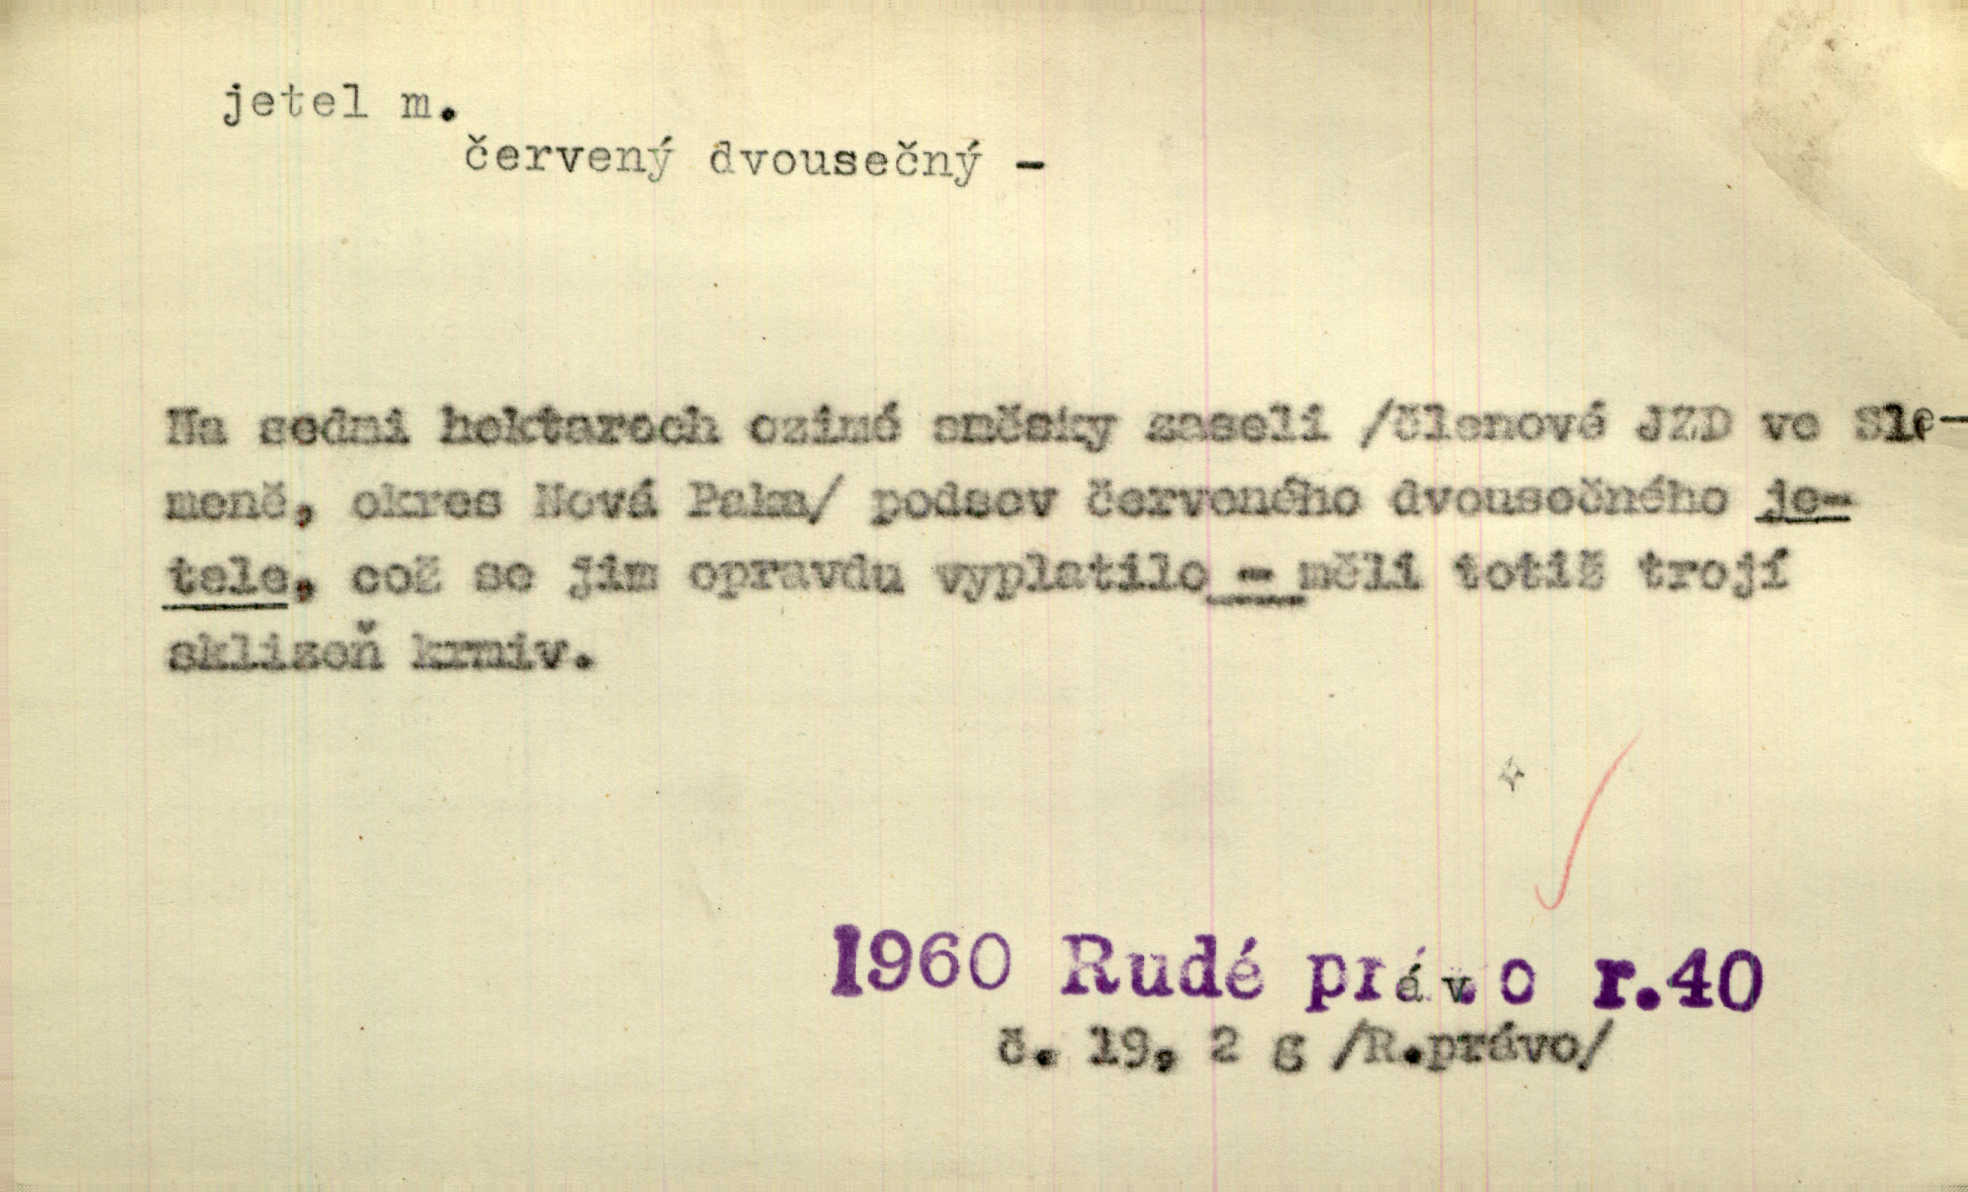 jetel m.
červený dvousečný -
Na sedmi hektarech ozimé směsky zaseli /členové JZD ve Sle-
meně, okres Nová Paka/ podsev červeného dvousečného je-
tele, což se jim opravdu vyplatilo - měli totiž trojí
sklizeň krmiv.
1960 Rudé právo r.40
č. 19, 2 g /R.právo/